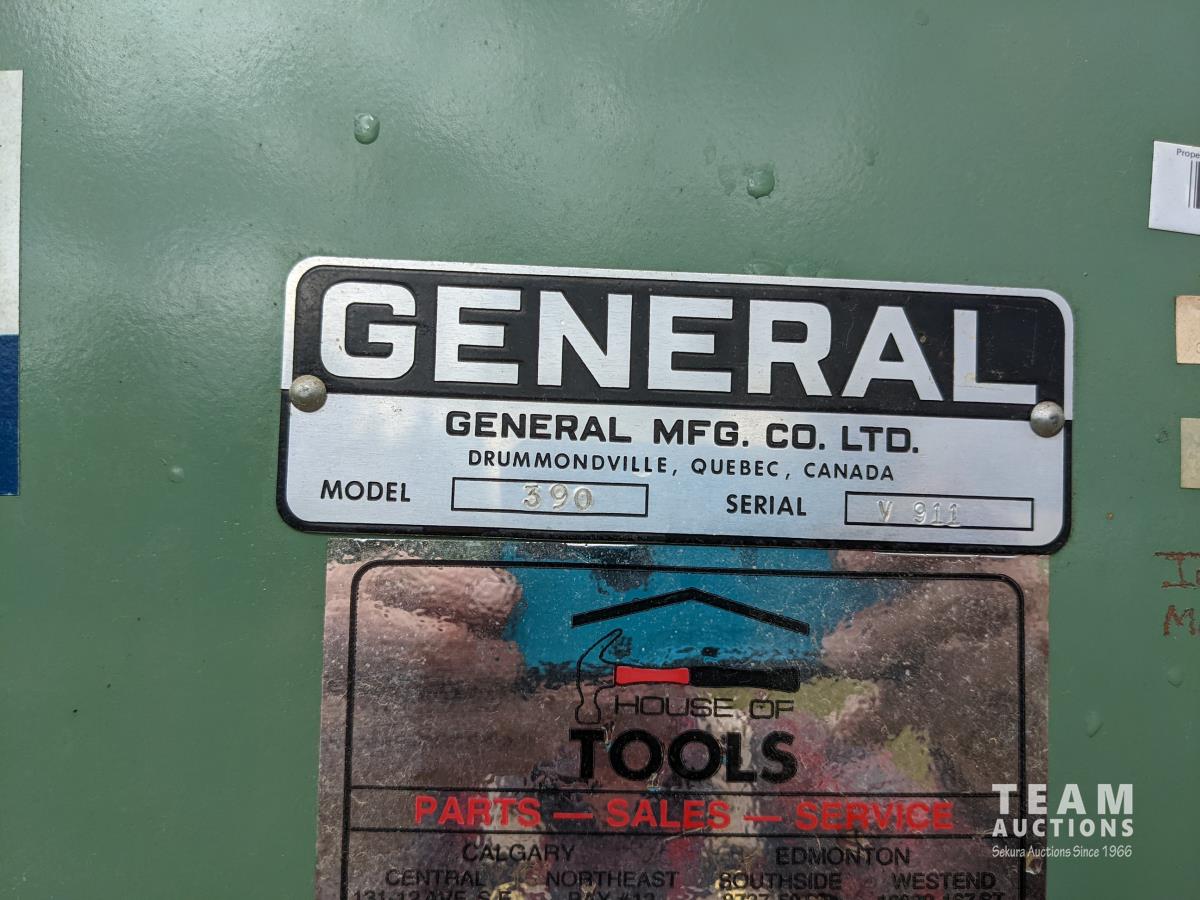 GENERAL
GENERAL MFG. CO. LTD.
DRUMMONDVILLE, QUEBEC, CANADA
MODEL 390 SERIAL V 911
Prope
HOUSE OF
TOOLS
PARTS — SALES — SERVICE
CALGARY EDMONTON
CENTRAL NORTHEAST SOUTHSIDE WESTEND
TEAM
AUCTIONS
Sekura Auctions Since 1966